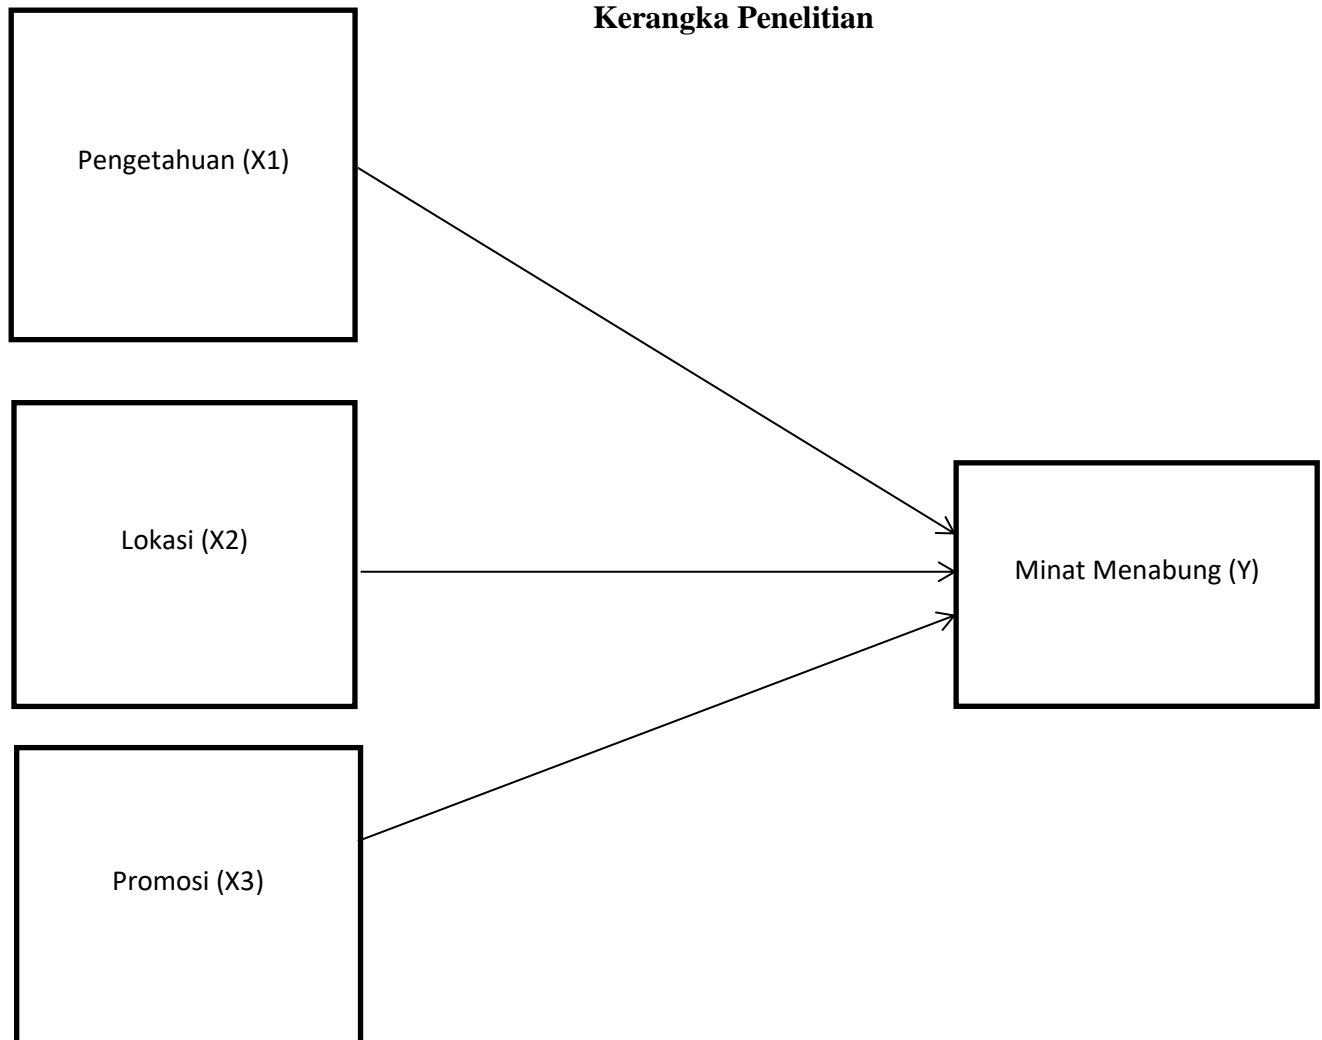 Kerangka Penelitian
Pengetahuan (X1)
Lokasi (X2)
Minat Menabung (Y)
Promosi (X3)